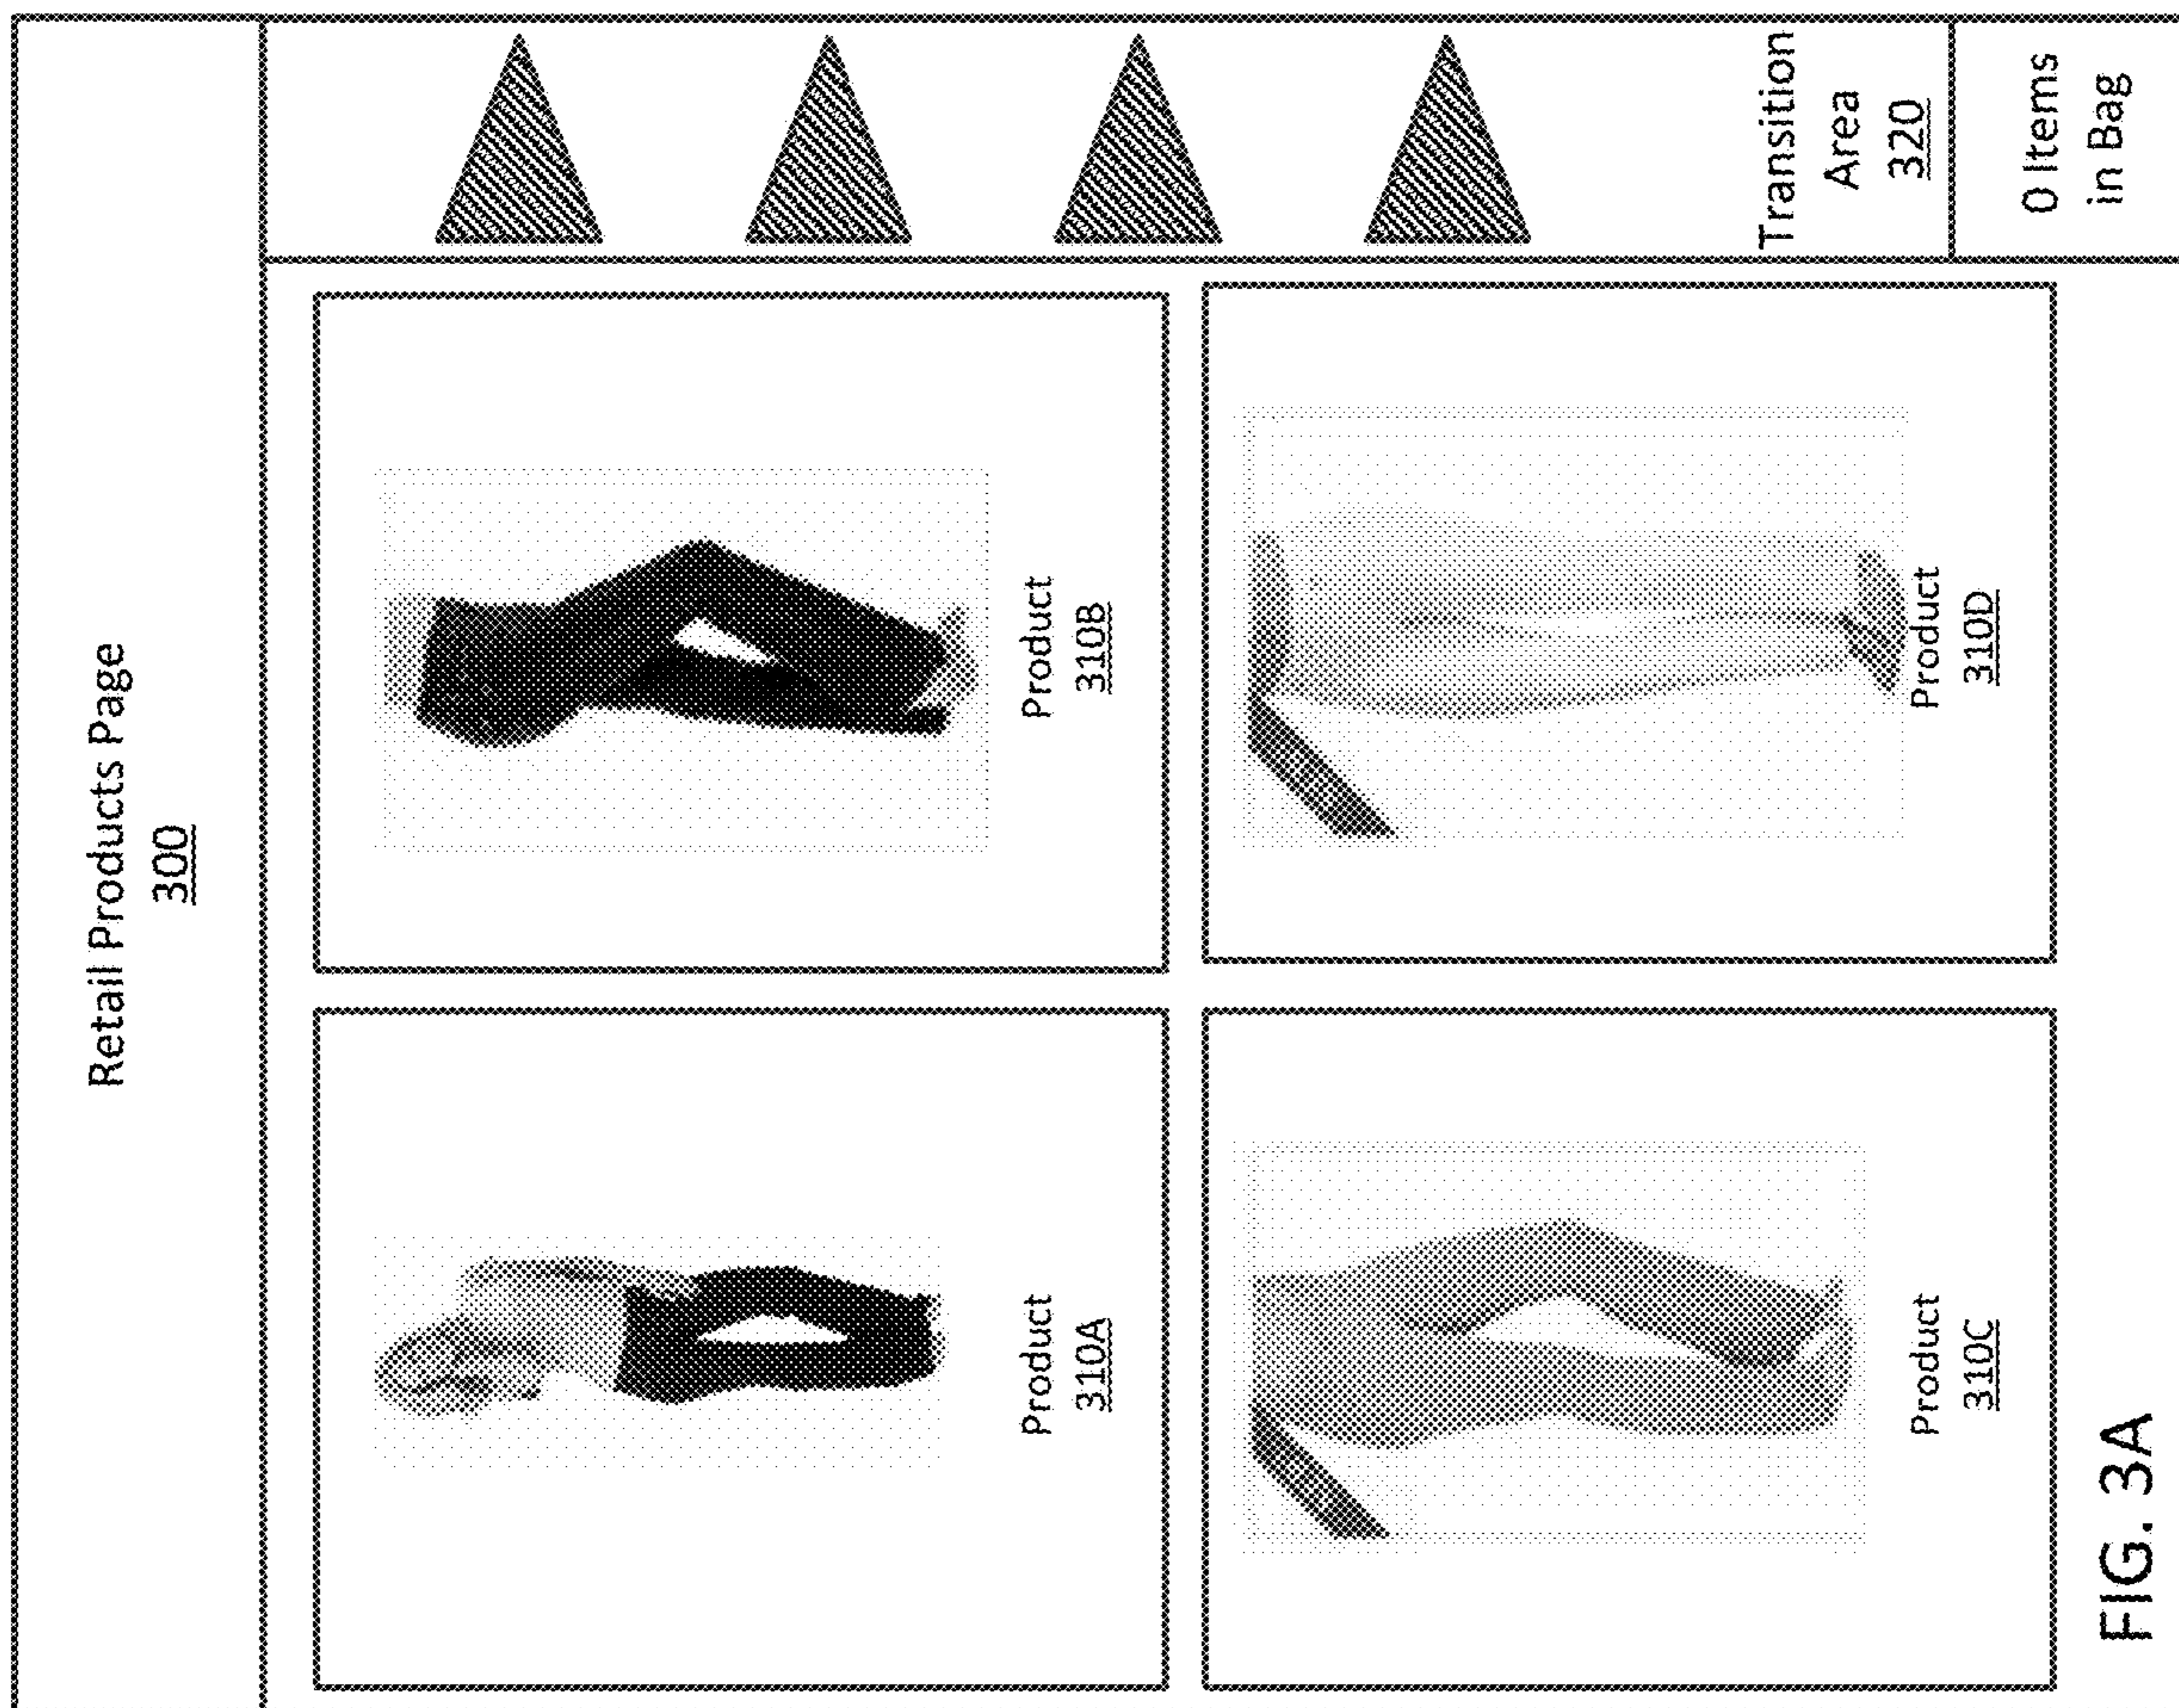 Retail Products Page
300
Product
310A
Product
310B
Product
310C
Product
310D
Transition
Area
320
0 Items
in Bag
FIG. 3A